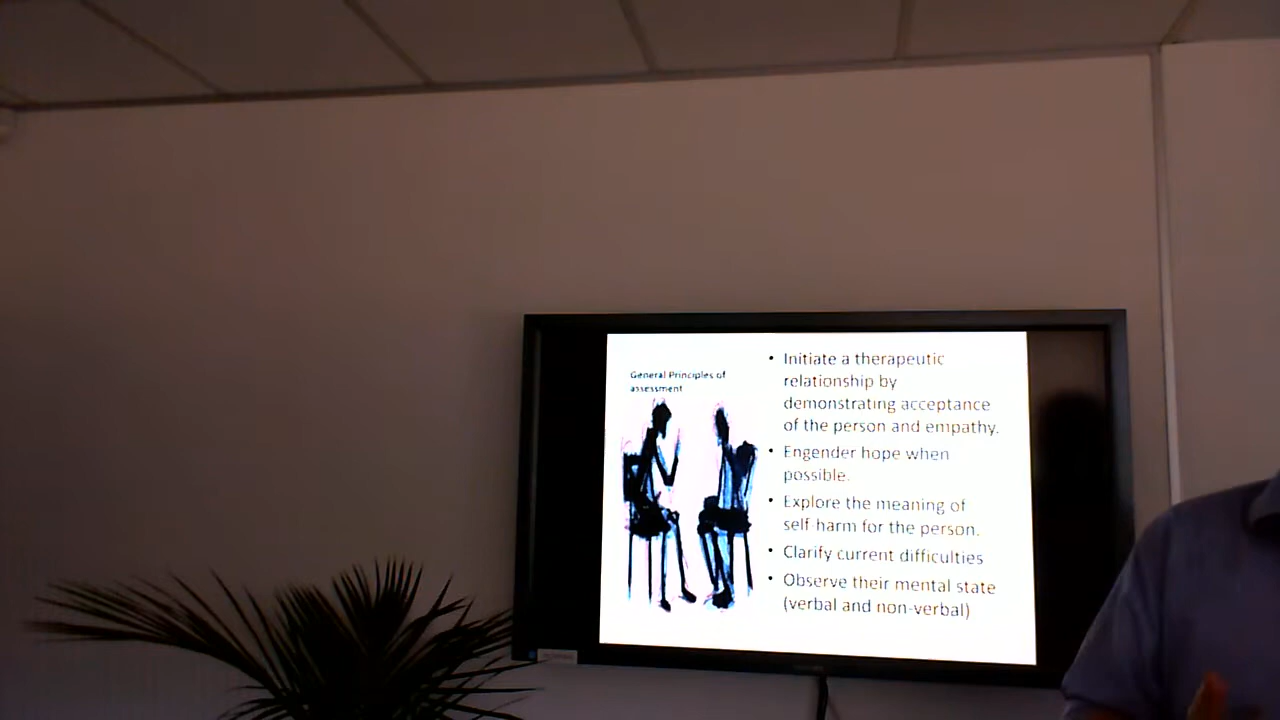 General Principles of
assessment
• Initiate a therapeutic
relationship by
demonstrating acceptance
of the person and empathy.
• Engender hope when
possible.
• Explore the meaning of
self-harm for the person.
• Clarify current difficulties
• Observe their mental state
(verbal and non-verbal)